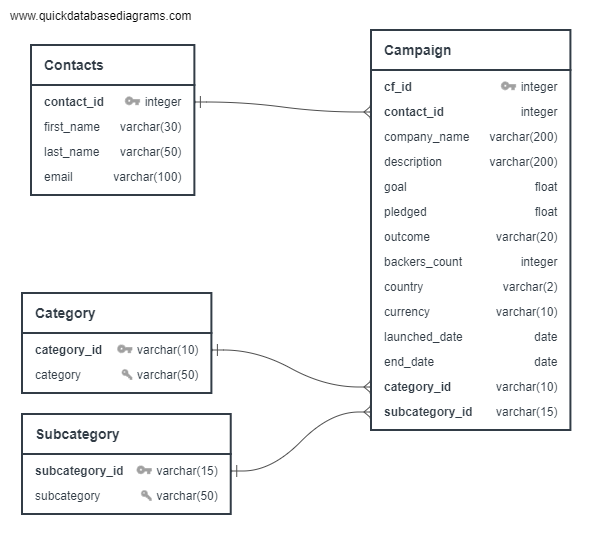 www.quickdatabasediagrams.com
Contacts
contact_id integer
first_name varchar(30)
last_name varchar(50)
email varchar(100)
Campaign
cf_id integer
contact_id integer
company_name varchar(200)
description varchar(200)
goal float
pledged float
outcome varchar(20)
backers_count integer
country varchar(2)
currency varchar(10)
launched_date date
end_date date
category_id varchar(10)
subcategory_id varchar(15)
Category
category_id varchar(10)
category varchar(50)
Subcategory
subcategory_id varchar(15)
subcategory varchar(50)